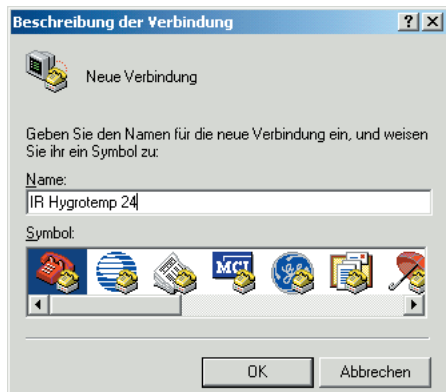 Beschreibung der Verbindung
Neue Verbindung
Geben Sie den Namen für die neue Verbindung ein, und weisen
Sie ihr ein Symbol zu:
Name:
IR Hygrotemp 24
Symbol:
MCI
OK
Abbrechen